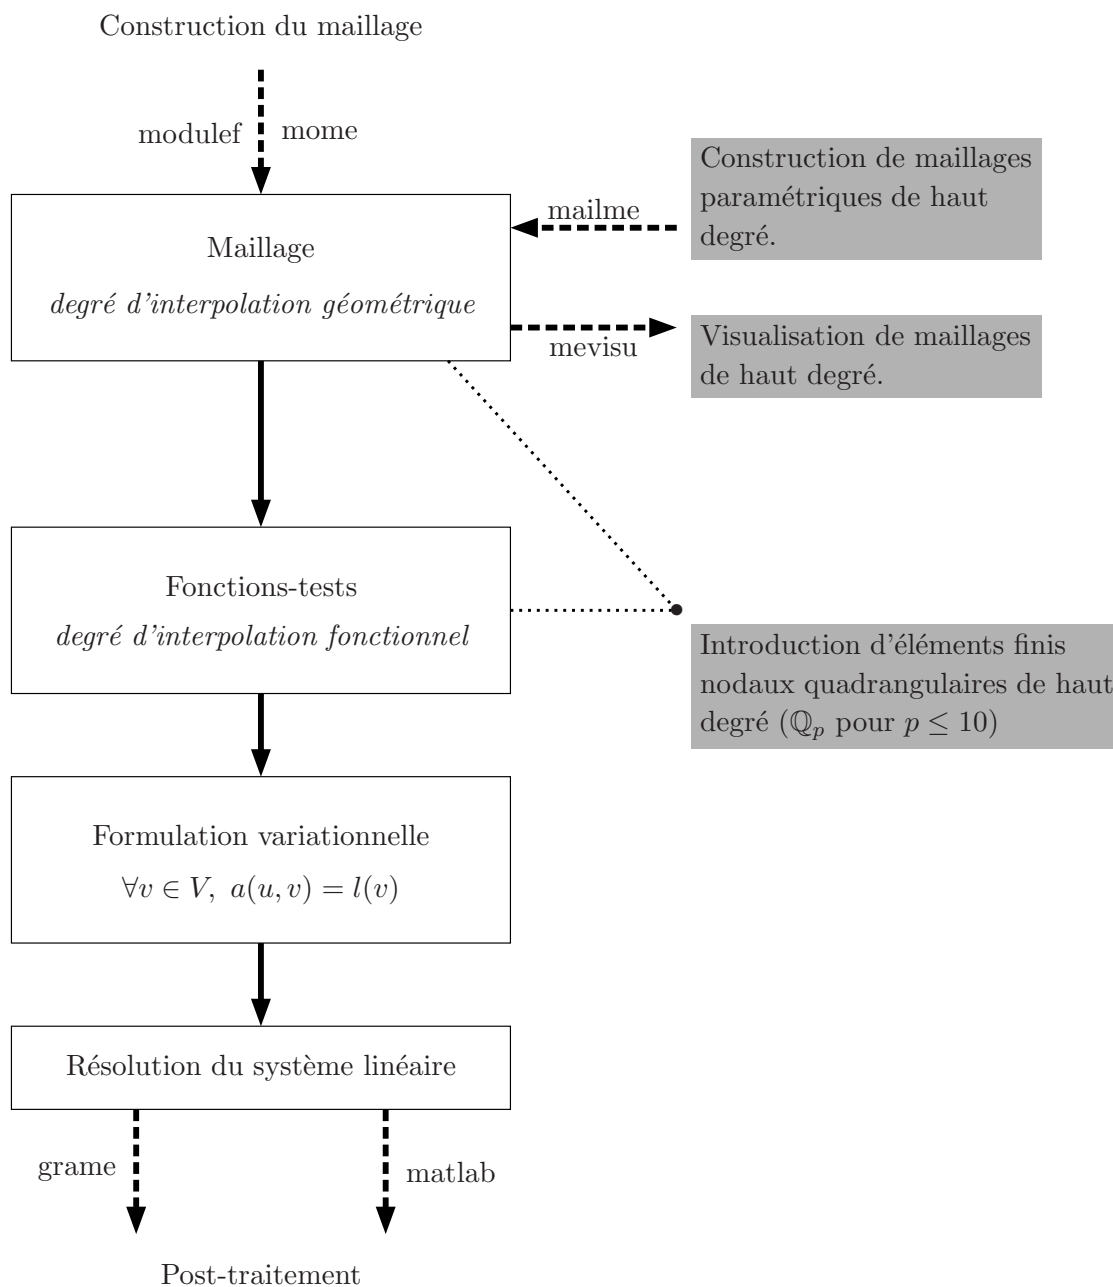 Construction du maillage
modulef
mome
Maillage
degré d'interpolation géométrique
mailme
Construction de maillages
paramétriques de haut
degré.
mevisu
Visualisation de maillages
de haut degré.
Fonctions-tests
degré d'interpolation fonctionnel
Introduction d'éléments finis
nodaux quadrangulaires de haut
degré (ℚₚ pour p ≤ 10)
Formulation variationnelle
∀v ∈ V, a(u, v) = l(v)
Résolution du système linéaire
grame
matlab
Post-traitement